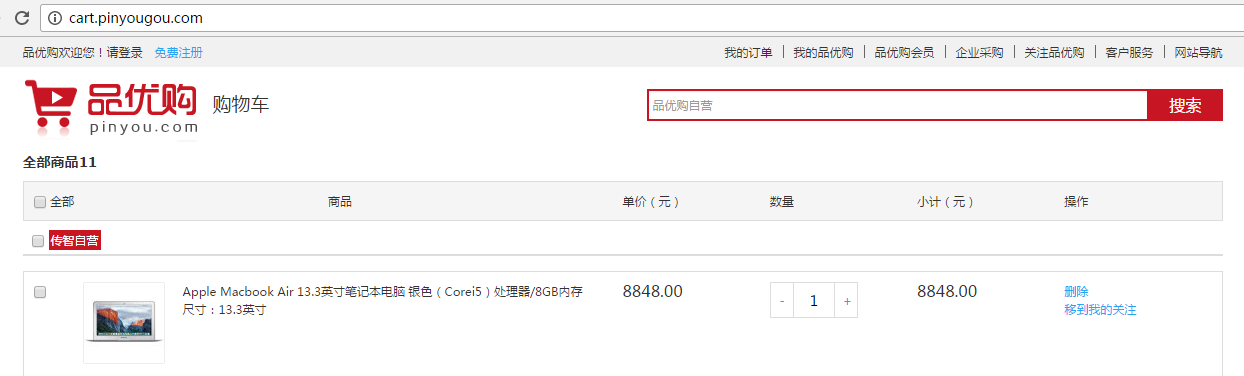 cart.pinyougou.com
品优购欢迎您！请登录 免费注册 我的订单 我的品优购 品优购会员 企业采购 关注品优购 客户服务 网站导航
品优购 购物车 品优购自营 搜索
pinyou.com
全部商品11
全部 商品 单价（元） 数量 小计（元） 操作
传智自营
Apple Macbook Air 13.3英寸笔记本电脑 银色（Corei5）处理器/8GB内存 8848.00 - 1 + 8848.00 删除
尺寸：13.3英寸 移到我的关注